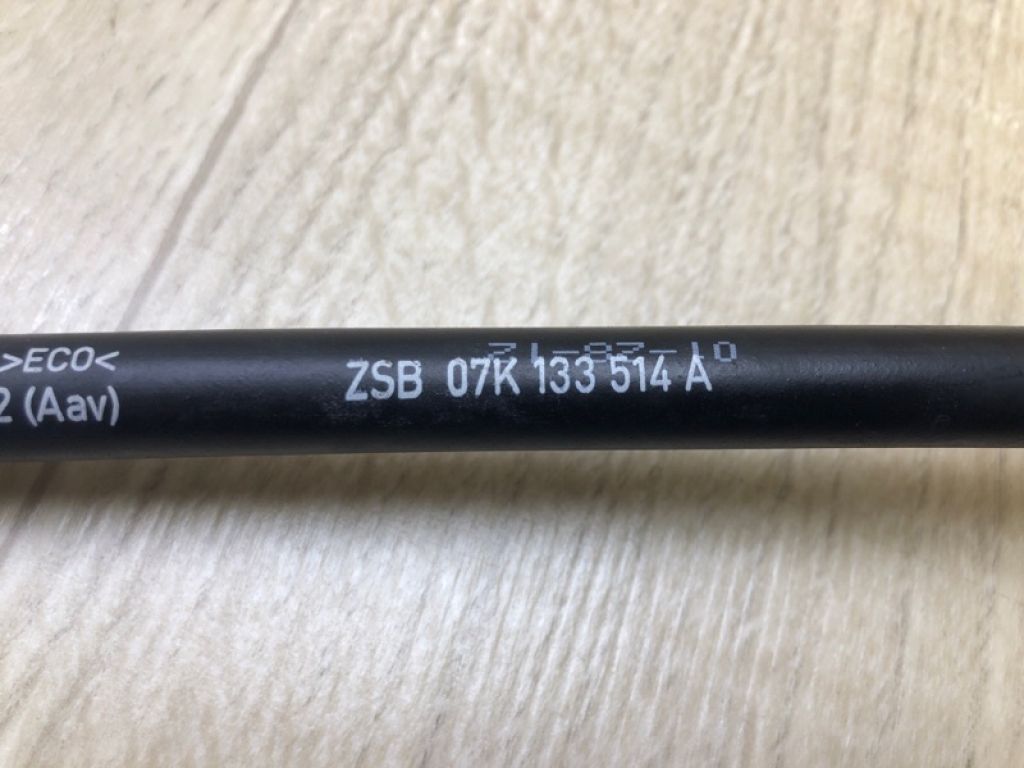 >ECO<
2 (Aav)
ZSB 07K 133 514 A